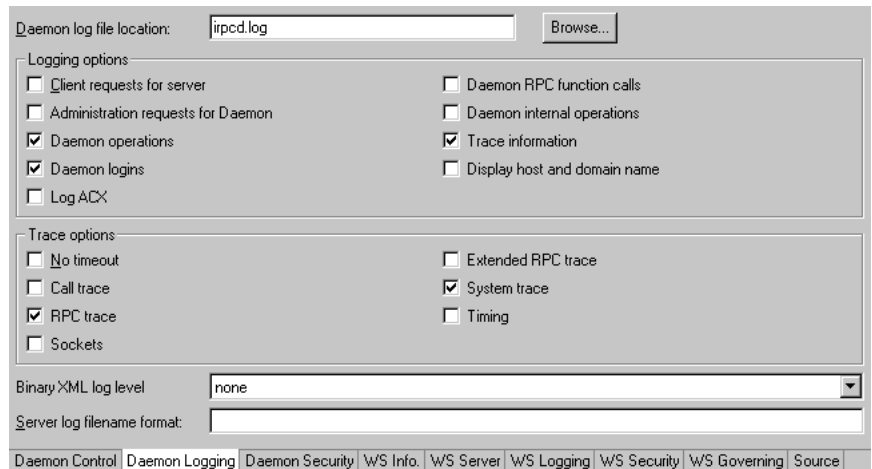 Daemon log file location: irpcd.log Browse...
Logging options
Client requests for server
Administration requests for Daemon
Daemon operations
Daemon logins
Log ACX
Daemon RPC function calls
Daemon internal operations
Trace information
Display host and domain name
Trace options
No timeout
Call trace
RPC trace
Sockets
Extended RPC trace
System trace
Timing
Binary XML log level none
Server log filename format:
Daemon Control Daemon Logging Daemon Security WS Info. WS Server WS Logging WS Security WS Governing Source